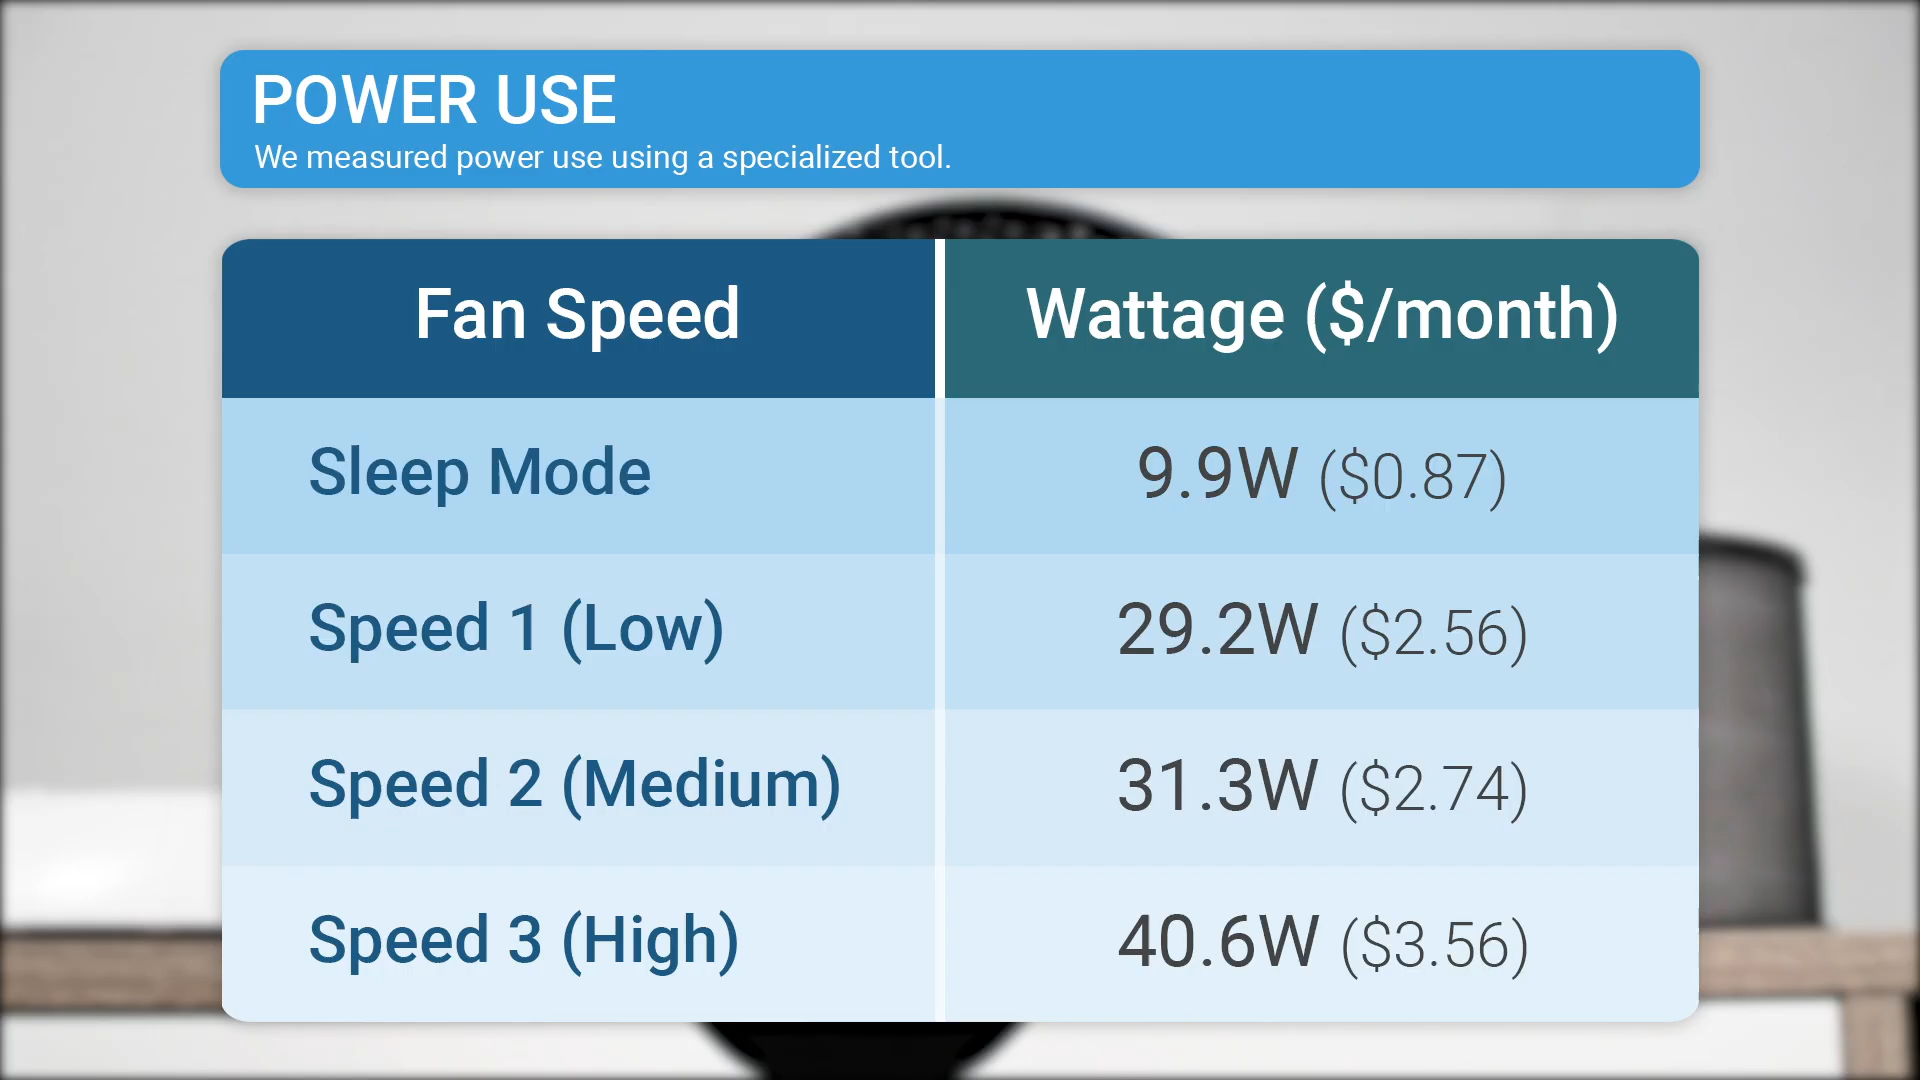 POWER USE
We measured power use using a specialized tool.
Fan Speed Wattage ($/month)
Sleep Mode 9.9W ($0.87)
Speed 1 (Low) 29.2W ($2.56)
Speed 2 (Medium) 31.3W ($2.74)
Speed 3 (High) 40.6W ($3.56)